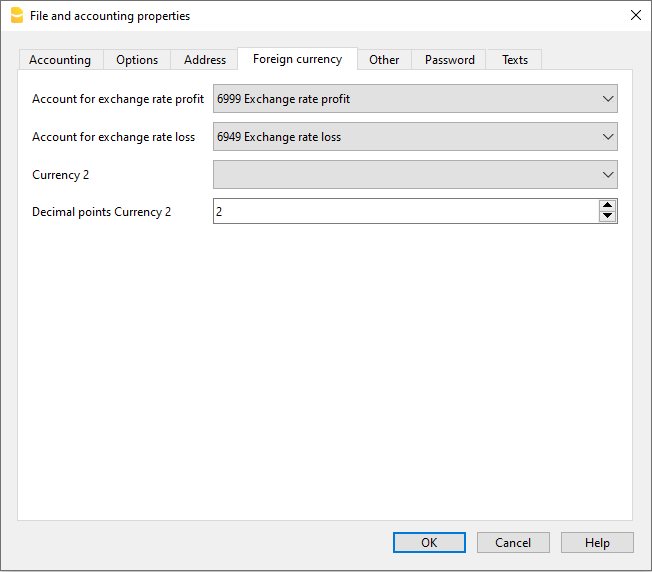 File and accounting properties
Accounting Options Address Foreign currency Other Password Texts
Account for exchange rate profit 6999 Exchange rate profit
Account for exchange rate loss 6949 Exchange rate loss
Currency 2
Decimal points Currency 2 2
OK Cancel Help